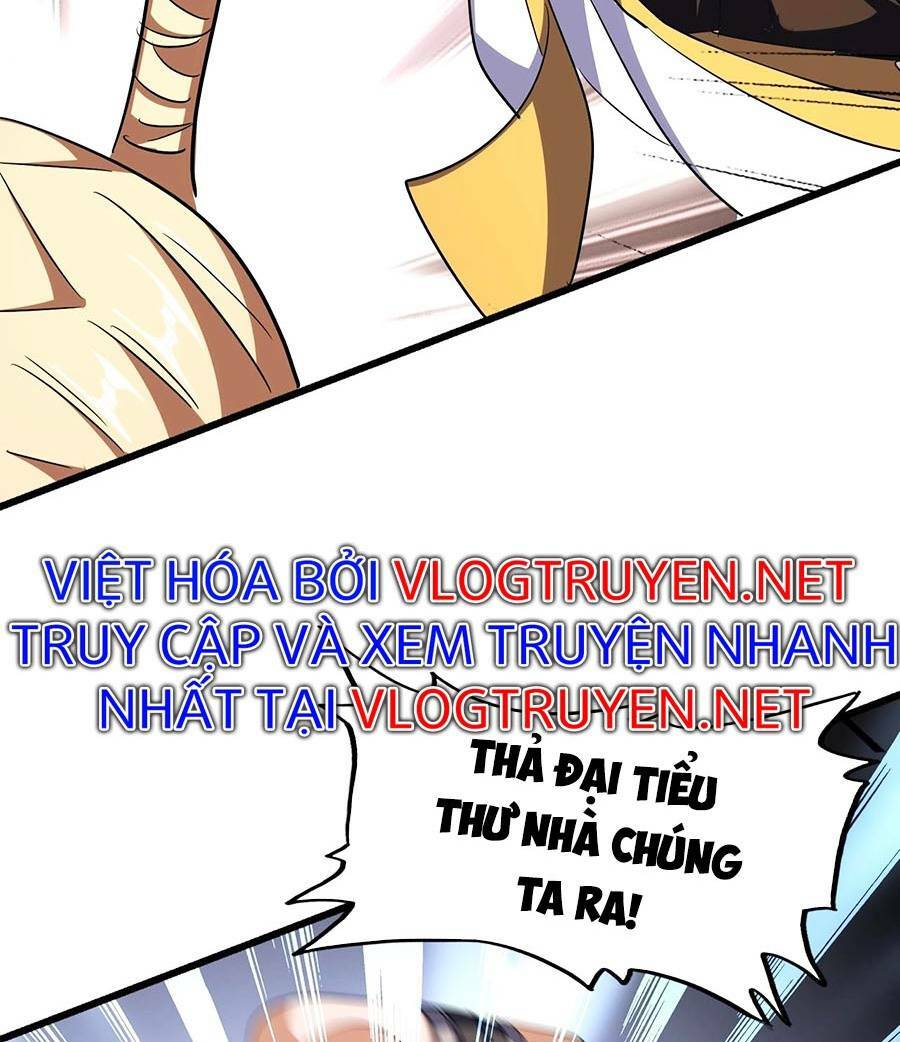 VIỆT HÓA BỞI VLOGTRUYEN.NET
TRUY CẬP VÀ XEM TRUYỆN NHANH
NHẤT TẠI VLOGTRUYEN.NET
THẢ ĐẠI TIỂU
THƯ NHÀ CHÚNG
TA RA!